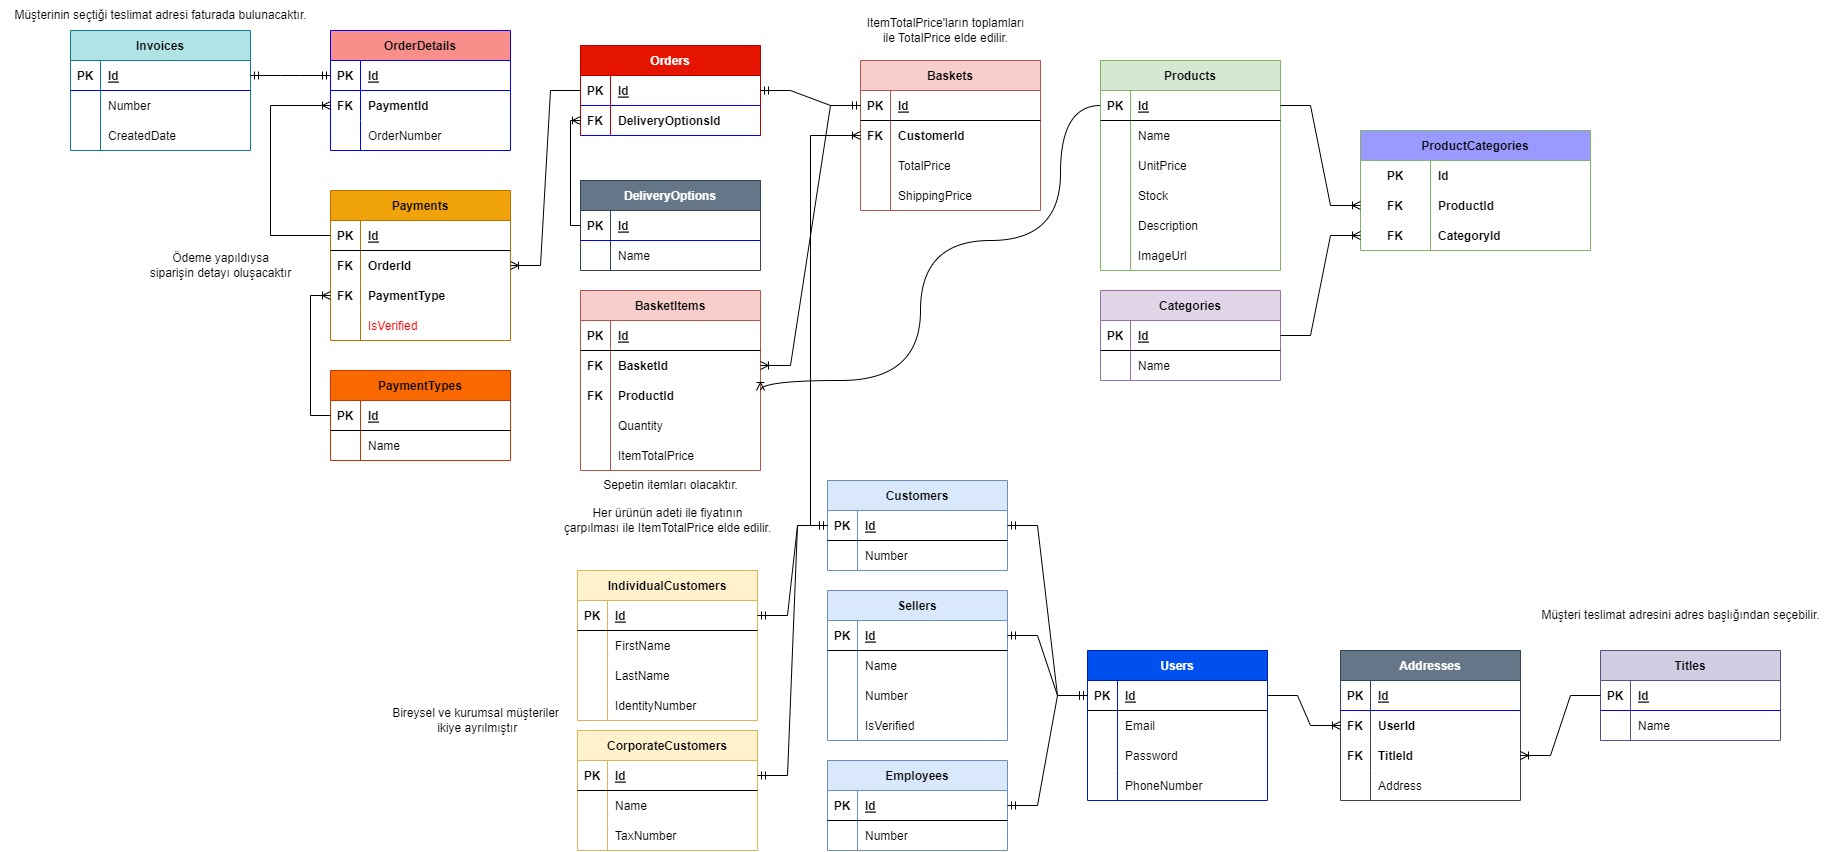 Müşterinin seçtiği teslimat adresi faturada bulunacaktır.
Invoices
PK Id
Number
CreatedDate
OrderDetails
PK Id
FK PaymentId
OrderNumber
Payments
PK Id
FK OrderId
FK PaymentType
IsVerified
Ödeme yapıldıysa
siparişin detayı oluşacaktır
PaymentTypes
PK Id
Name
Orders
PK Id
FK DeliveryOptionsId
DeliveryOptions
PK Id
Name
BasketItems
PK Id
FK BasketId
FK ProductId
Quantity
ItemTotalPrice
Sepetin itemları olacaktır.
Her ürünün adeti ile fiyatının
çarpılması ile ItemTotalPrice elde edilir.
ItemTotalPrice'ların toplamları
ile TotalPrice elde edilir.
Baskets
PK Id
FK CustomerId
TotalPrice
ShippingPrice
Products
PK Id
Name
UnitPrice
Stock
Description
ImageUrl
Categories
PK Id
Name
ProductCategories
PK Id
FK ProductId
FK CategoryId
Customers
PK Id
Number
IndividualCustomers
PK Id
FirstName
LastName
IdentityNumber
Bireysel ve kurumsal müşteriler
ikiye ayrılmıştır
CorporateCustomers
PK Id
Name
TaxNumber
Sellers
PK Id
Name
Number
IsVerified
Employees
PK Id
Number
Users
PK Id
Email
Password
PhoneNumber
Addresses
PK Id
FK UserId
FK TitleId
Address
Müşteri teslimat adresini adres başlığından seçebilir.
Titles
PK Id
Name